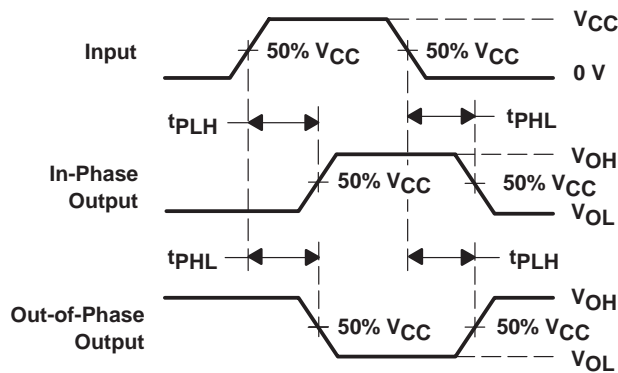 VCC
Input
50% VCC
50% VCC
0 V
tPLH
tPHL
In-Phase
Output
50% VCC
VOH
50% VCC
VOL
tPHL
tPLH
Out-of-Phase
Output
50% VCC
VOH
50% VCC
VOL